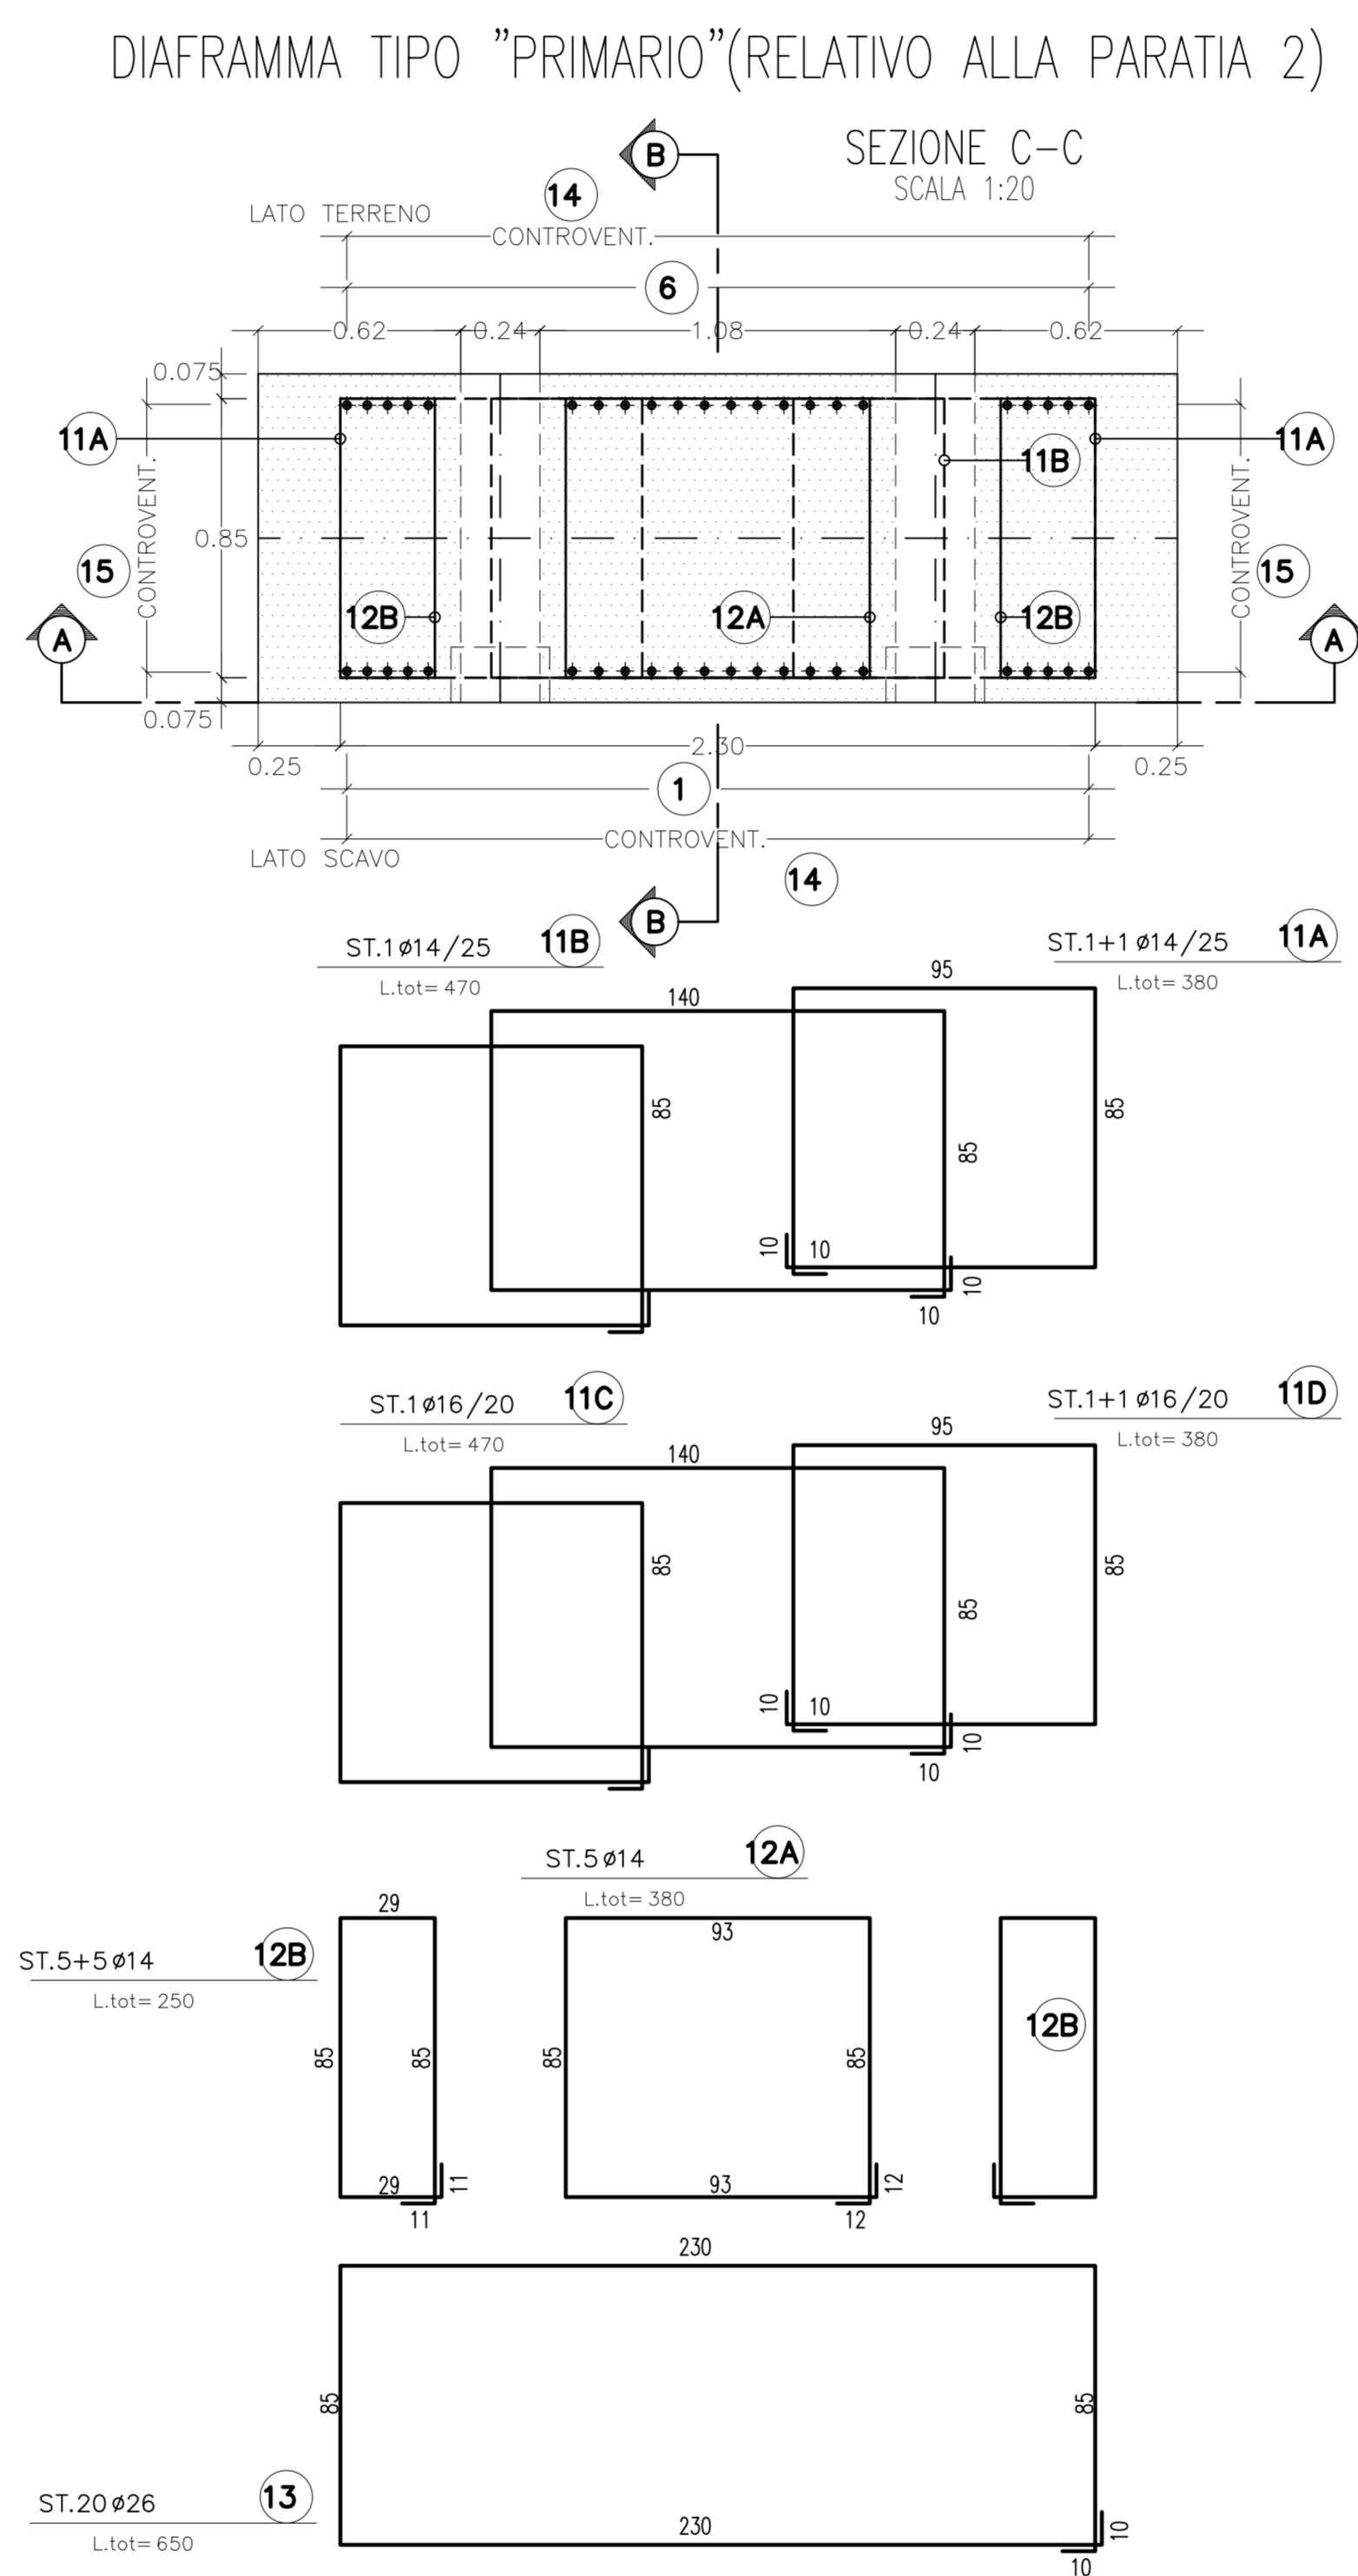 DIAFRAMMA TIPO "PRIMARIO"(RELATIVO ALLA PARATIA 2)
SEZIONE C-C
SCALA 1:20
B
14
LATO TERRENO
CONTROVENT.
6
0.62 0.24 1.08 0.24 0.62
0.075
11A
11A
11B
CONTROVENT.
CONTROVENT.
0.85
15
15
12B
12A
12B
A
A
0.075
2.30
0.25
0.25
1
CONTROVENT.
LATO SCAVO
14
B
ST.1ø14/25 11B
L.tot= 470
ST.1+1ø14/25 11A
L.tot= 380
95
140
85
85
85
10
10
10
10
ST.1ø16/20 11C
L.tot= 470
ST.1+1ø16/20 11D
L.tot= 380
95
140
85
85
85
10
10
10
10
ST.5ø14 12A
L.tot= 380
29
93
ST.5+5ø14 12B
L.tot= 250
12B
85
85
85
85
29
11
93
12
11
12
230
85
85
ST.20ø26 13
L.tot= 650
230
10
10